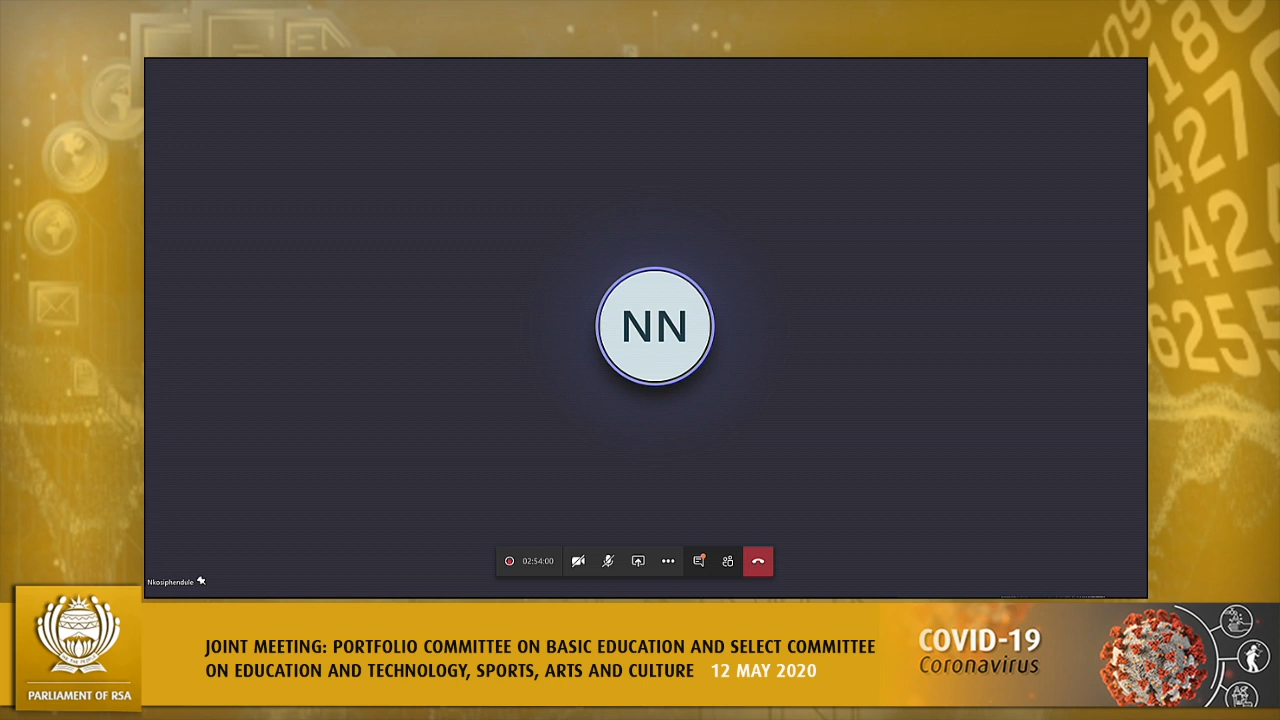 NN
02:54:00
Nkosiphendule
JOINT MEETING: PORTFOLIO COMMITTEE ON BASIC EDUCATION AND SELECT COMMITTEE
ON EDUCATION AND TECHNOLOGY, SPORTS, ARTS AND CULTURE 12 MAY 2020
PARLIAMENT OF RSA
COVID-19
Coronavirus